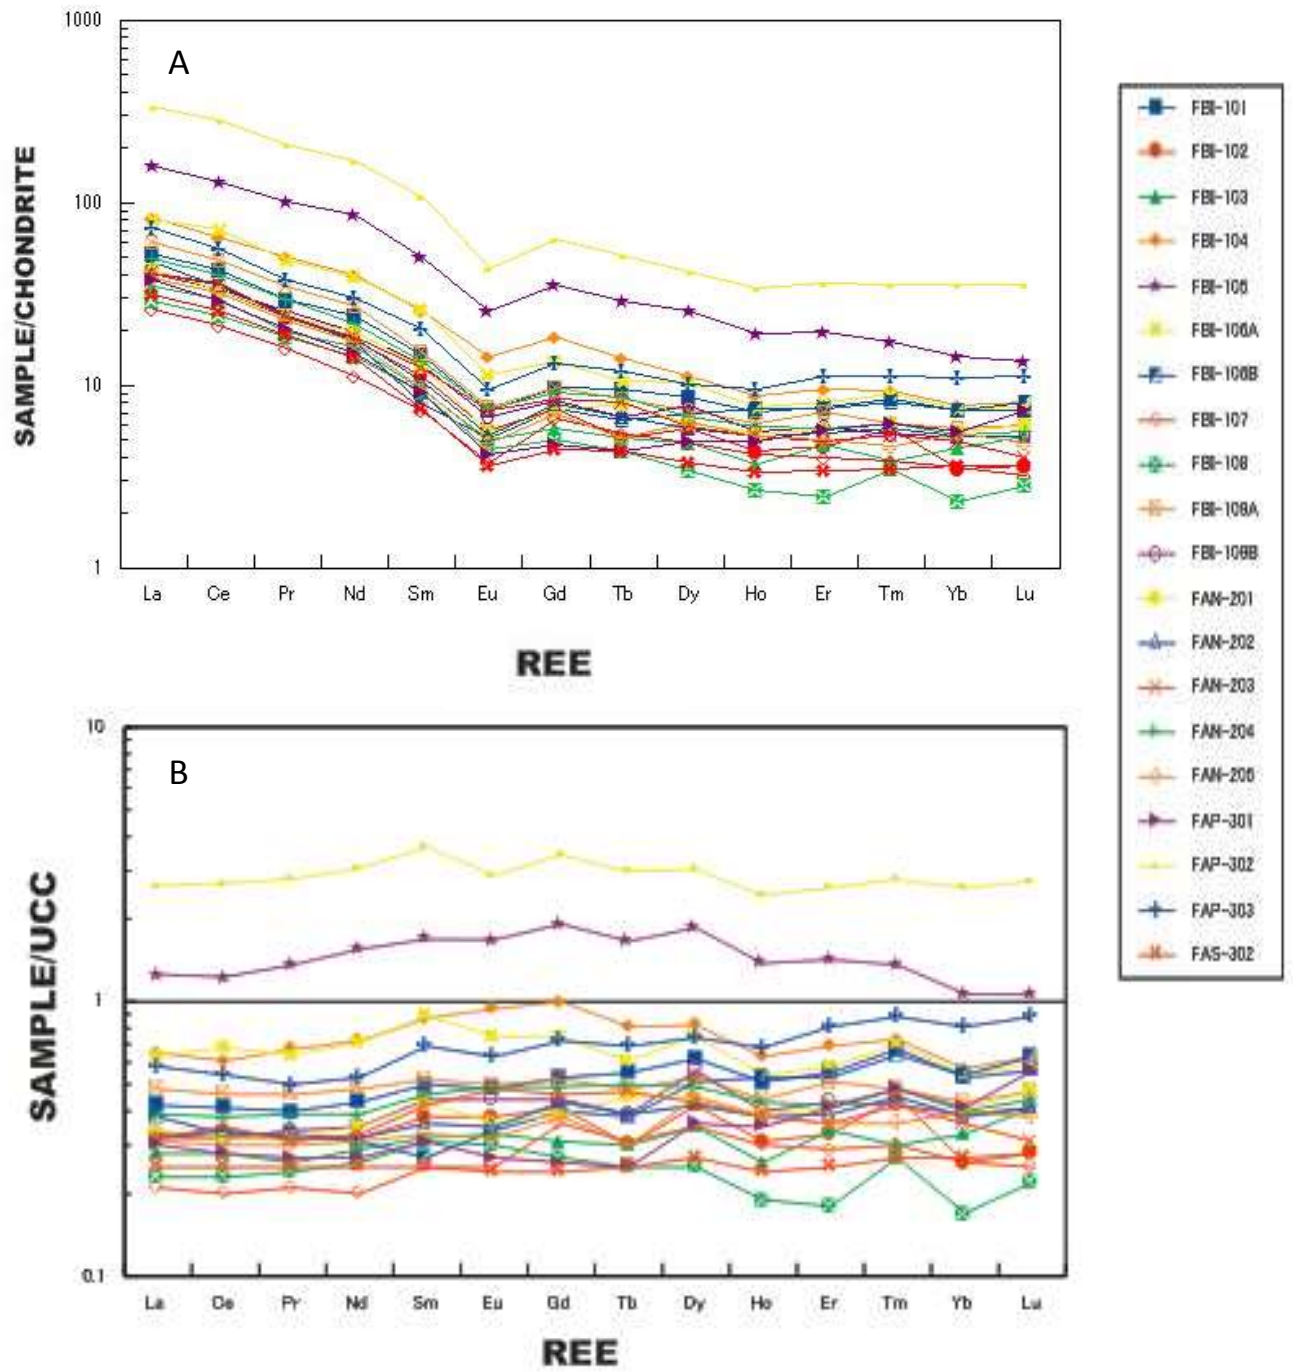 1000
A
100
10
1
SAMPLE/CHONDRITE
La Ce Pr Nd Sm Eu Gd Tb Dy Ho Er Tm Yb Lu
REE
10
B
1
0.1
SAMPLE/UCC
La Ce Pr Nd Sm Eu Gd Tb Dy Ho Er Tm Yb Lu
REE
FBI-101
FBI-102
FBI-103
FBI-104
FBI-105
FBI-106A
FBI-106B
FBI-107
FBI-108
FBI-109A
FBI-109B
FAN-201
FAN-202
FAN-203
FAN-204
FAN-205
FAP-301
FAP-302
FAP-303
FAS-302